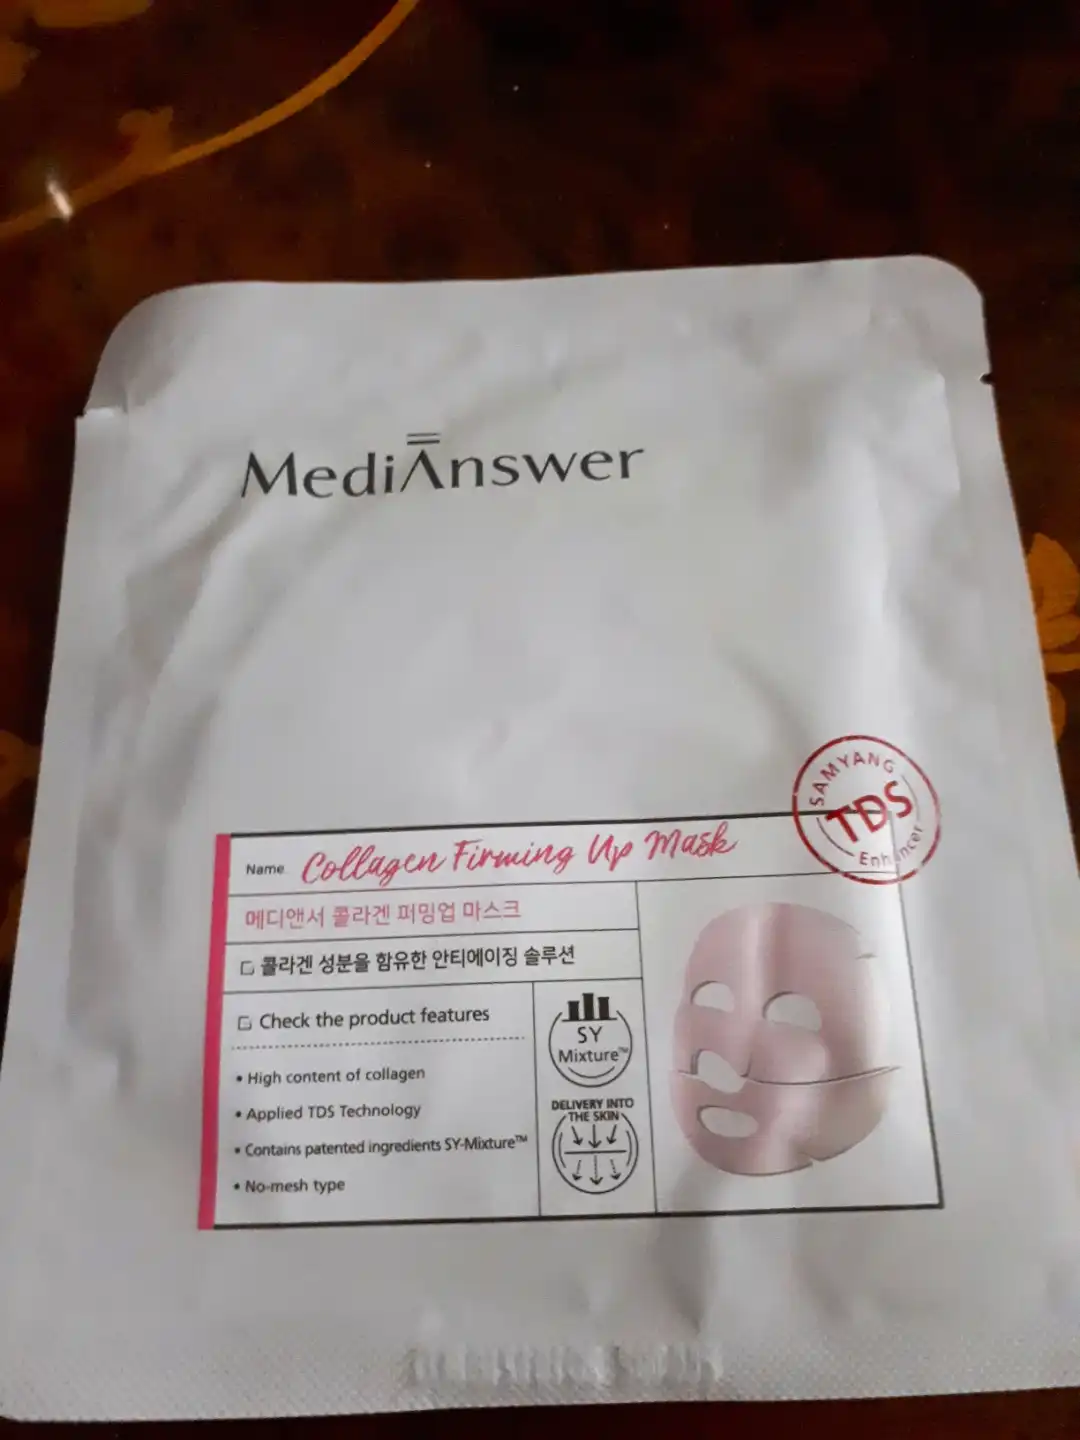 MediAnswer
SAMYANG
TDS
Enhancer
Name. Collagen Firming Up Mask
메디앤서 콜라겐 퍼밍업 마스크
콜라겐 성분을 함유한 안티에이징 솔루션
Check the product features
• High content of collagen
• Applied TDS Technology
• Contains patented ingredients SY-Mixture™
• No-mesh type
SY
Mixture™
DELIVERY INTO
THE SKIN